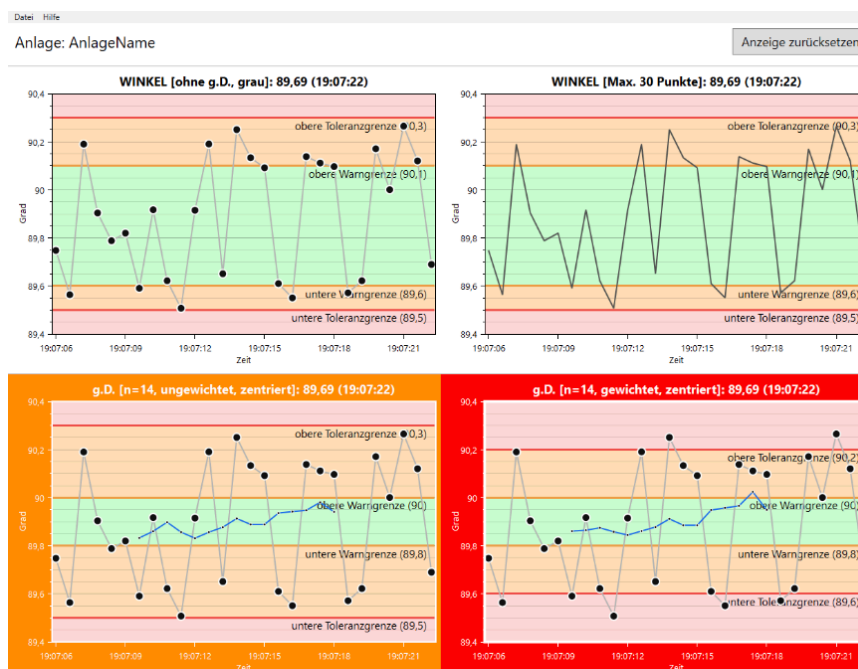 Datei Hilfe
Anlage: AnlageName
Anzeige zurücksetzen
WINKEL [ohne g.D., grau]: 89,69 (19:07:22)
90,4
90,2
90
89,8
89,6
89,4
Grad
obere Toleranzgrenze (90,3)
obere Warngrenze (90,1)
untere Warngrenze (89,6)
untere Toleranzgrenze (89,5)
19:07:06 19:07:09 19:07:12 19:07:15 19:07:18 19:07:21
Zeit
WINKEL [Max. 30 Punkte]: 89,69 (19:07:22)
90,4
90,2
90
89,8
89,6
89,4
Grad
obere Toleranzgrenze (90,3)
obere Warngrenze (90,1)
untere Warngrenze (89,6)
untere Toleranzgrenze (89,5)
19:07:06 19:07:09 19:07:12 19:07:15 19:07:18 19:07:21
Zeit
g.D. [n=14, ungewichtet, zentriert]: 89,69 (19:07:22)
90,4
90,2
90
89,8
89,6
89,4
Grad
obere Toleranzgrenze (90,3)
obere Warngrenze (90)
untere Warngrenze (89,8)
untere Toleranzgrenze (89,5)
19:07:06 19:07:09 19:07:12 19:07:15 19:07:18 19:07:21
Zeit
g.D. [n=14, gewichtet, zentriert]: 89,69 (19:07:22)
90,4
90,2
90
89,8
89,6
89,4
Grad
obere Toleranzgrenze (90,2)
obere Warngrenze (90)
untere Warngrenze (89,8)
untere Toleranzgrenze (89,6)
19:07:06 19:07:09 19:07:12 19:07:15 19:07:18 19:07:21
Zeit